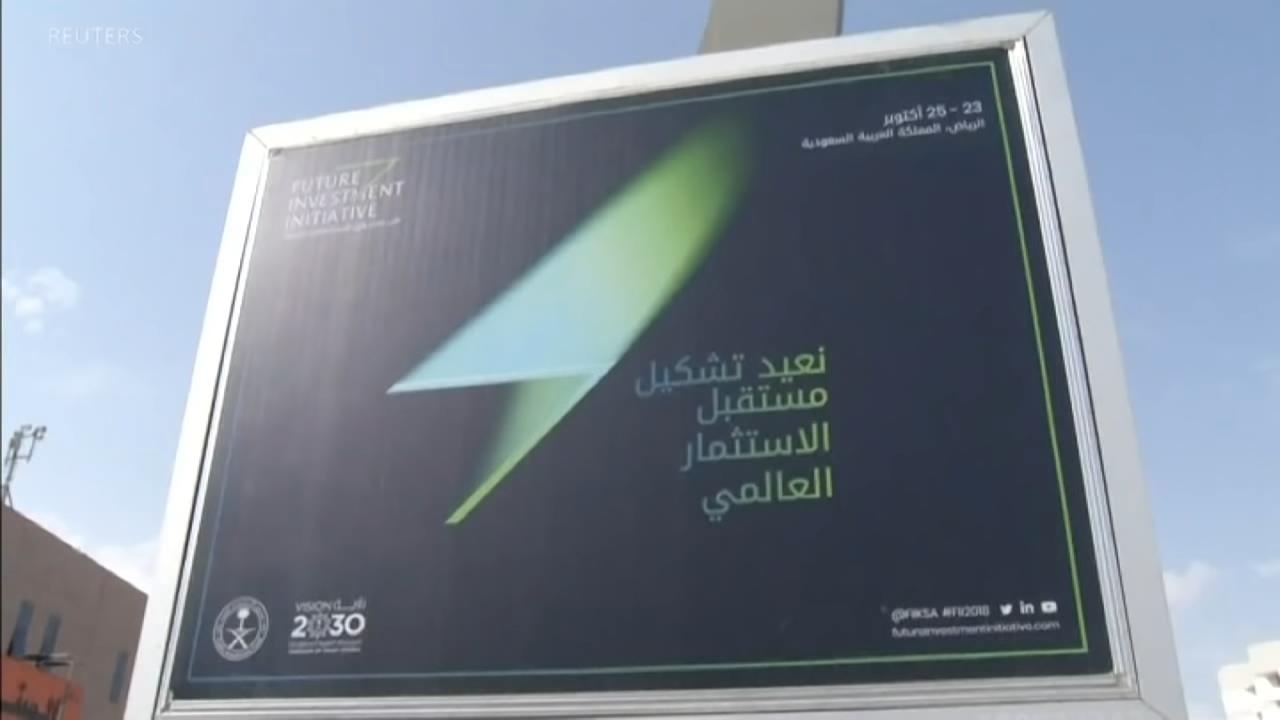 REUTERS
23 - 25 أكتوبر
الرياض، المملكة العربية السعودية
FUTURE
INVESTMENT
INITIATIVE
نعيد تشكيل
مستقبل
الاستثمار
العالمي
VISION رؤيــة
2030
@FIIKSA #FII2018
futureinvestmentinitiative.com